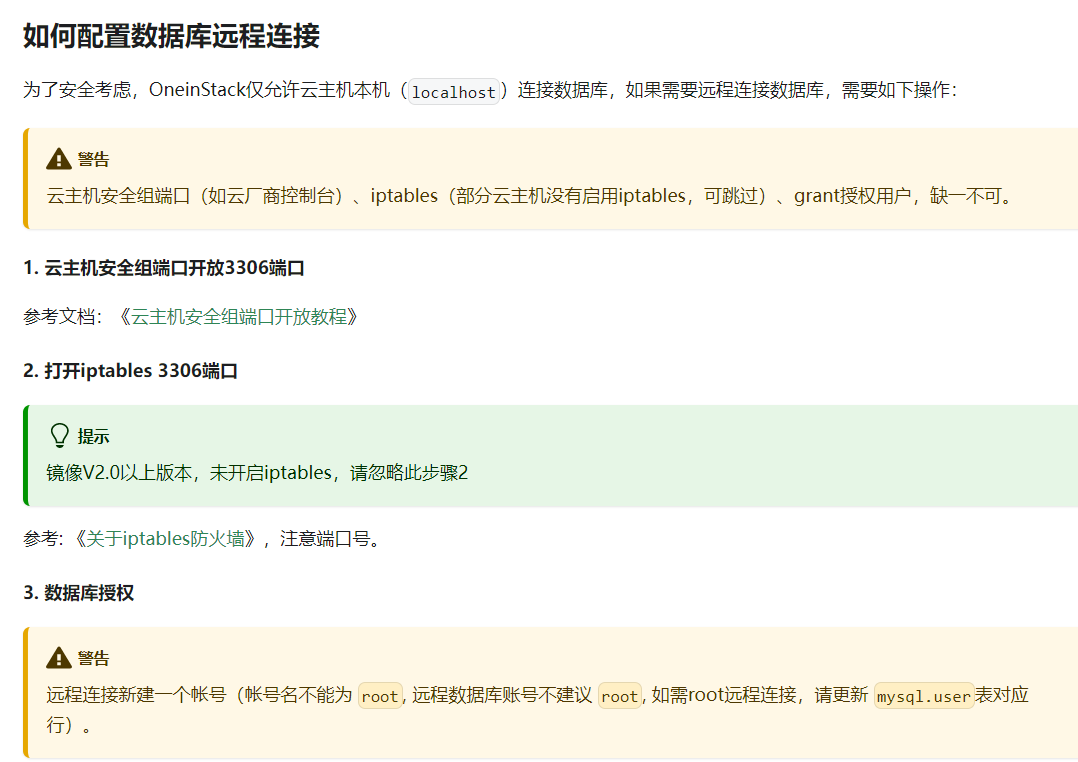 如何配置数据库远程连接
为了安全考虑，OneinStack仅允许云主机本机（localhost）连接数据库，如果需要远程连接数据库，需要如下操作：
警告
云主机安全组端口（如云厂商控制台）、iptables（部分云主机没有启用iptables，可跳过）、grant授权用户，缺一不可。
1. 云主机安全组端口开放3306端口
参考文档：《云主机安全组端口开放教程》
2. 打开iptables 3306端口
提示
镜像V2.0以上版本，未开启iptables，请忽略此步骤2
参考:《关于iptables防火墙》，注意端口号。
3. 数据库授权
警告
远程连接新建一个帐号（帐号名不能为 root, 远程数据库账号不建议 root, 如需root远程连接，请更新 mysql.user表对应
行）。